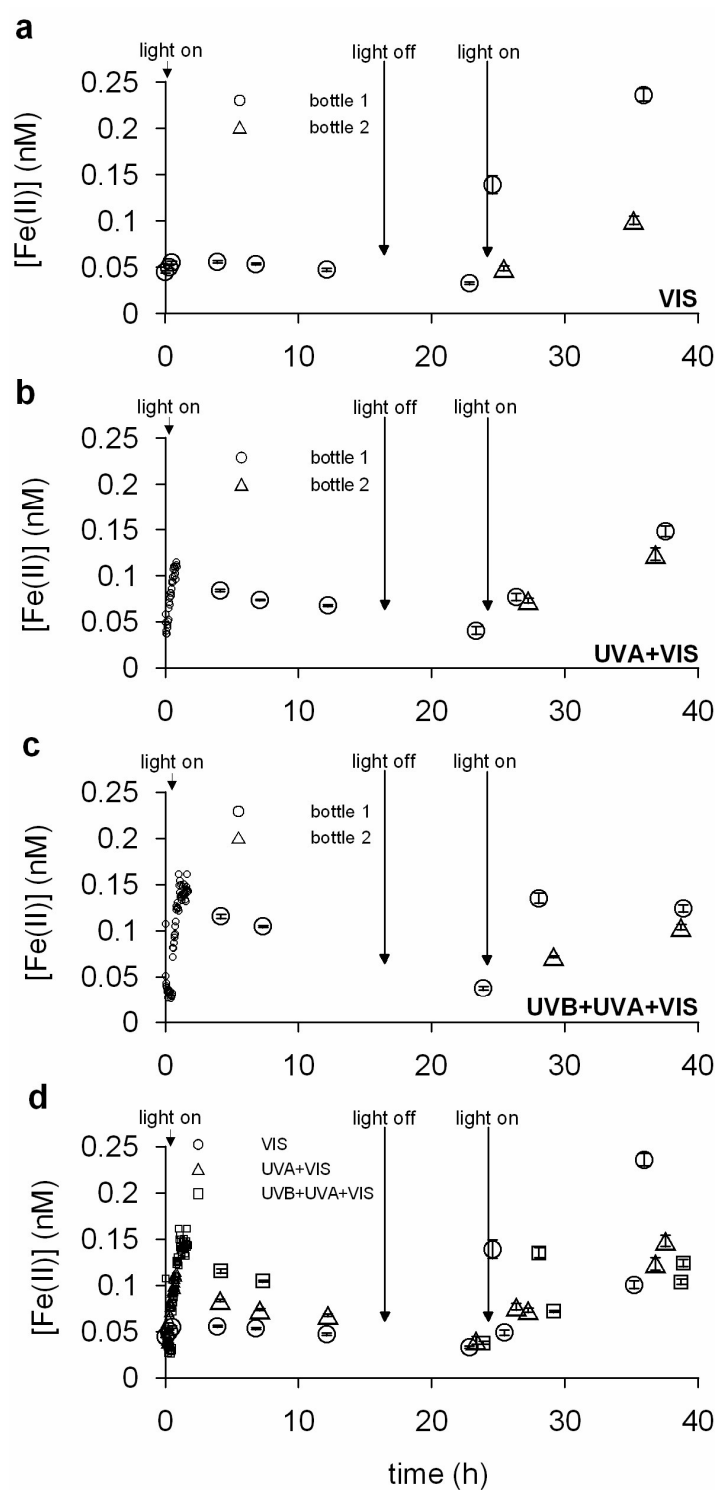 a
light on light off light on
0.25
bottle 1
0.2
bottle 2
0.15
0.1
0.05
0
[Fe(II)] (nM)
VIS
0 10 20 30 40
b
light on light off light on
0.25
bottle 1
0.2
bottle 2
0.15
0.1
0.05
0
[Fe(II)] (nM)
UVA+VIS
0 10 20 30 40
c
light on light off light on
0.25
bottle 1
0.2
bottle 2
0.15
0.1
0.05
0
[Fe(II)] (nM)
UVB+UVA+VIS
0 10 20 30 40
d
light on light off light on
0.25
VIS
UVA+VIS
0.2
UVB+UVA+VIS
0.15
0.1
0.05
0
[Fe(II)] (nM)
0 10 20 30 40
time (h)